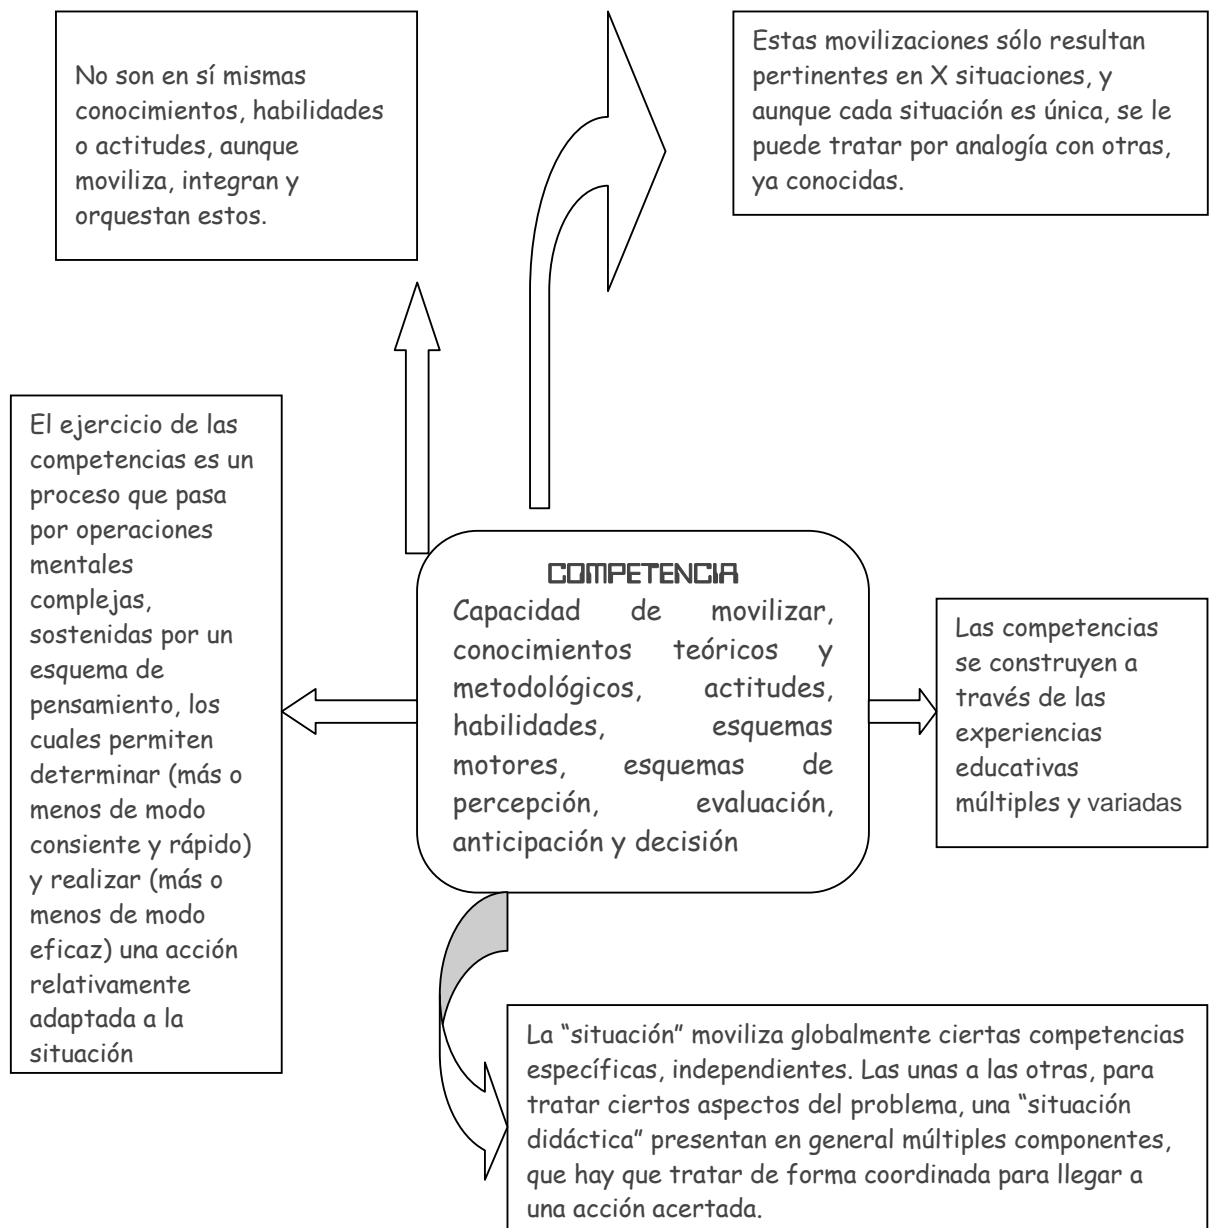 No son en sí mismas
conocimientos, habilidades
o actitudes, aunque
moviliza, integran y
orquestan estos.
Estas movilizaciones sólo resultan
pertinentes en X situaciones, y
aunque cada situación es única, se le
puede tratar por analogía con otras,
ya conocidas.
El ejercicio de las
competencias es un
proceso que pasa
por operaciones
mentales
complejas,
sostenidas por un
esquema de
pensamiento, los
cuales permiten
determinar (más o
menos de modo
consiente y rápido)
y realizar (más o
menos de modo
eficaz) una acción
relativamente
adaptada a la
situación
COMPETENCIA
Capacidad de movilizar,
conocimientos teóricos y
metodológicos, actitudes,
habilidades, esquemas
motores, esquemas de
percepción, evaluación,
anticipación y decisión
Las competencias
se construyen a
través de las
experiencias
educativas
múltiples y variadas
La “situación” moviliza globalmente ciertas competencias
específicas, independientes. Las unas a las otras, para
tratar ciertos aspectos del problema, una “situación
didáctica” presentan en general múltiples componentes,
que hay que tratar de forma coordinada para llegar a
una acción acertada.